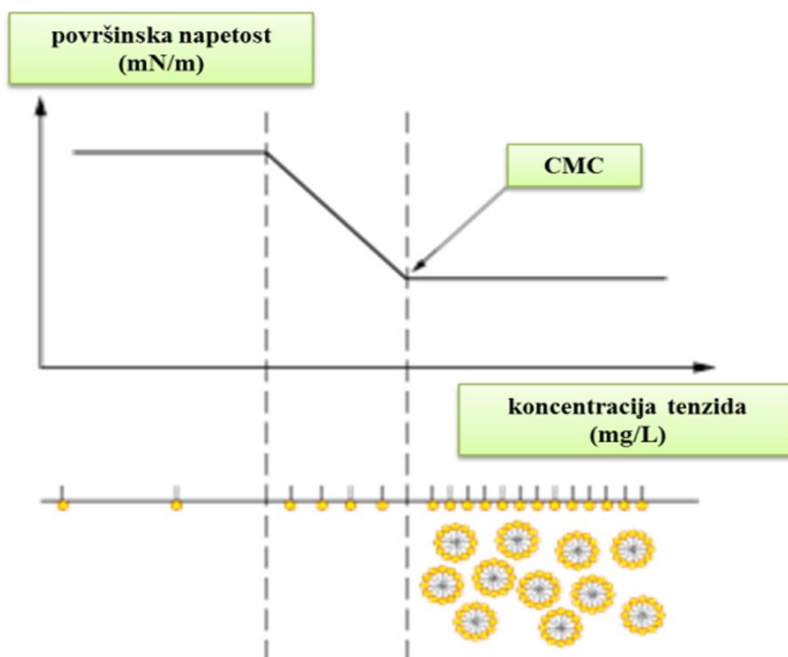 površinska napetost
(mN/m)
CMC
koncentracija tenzida
(mg/L)